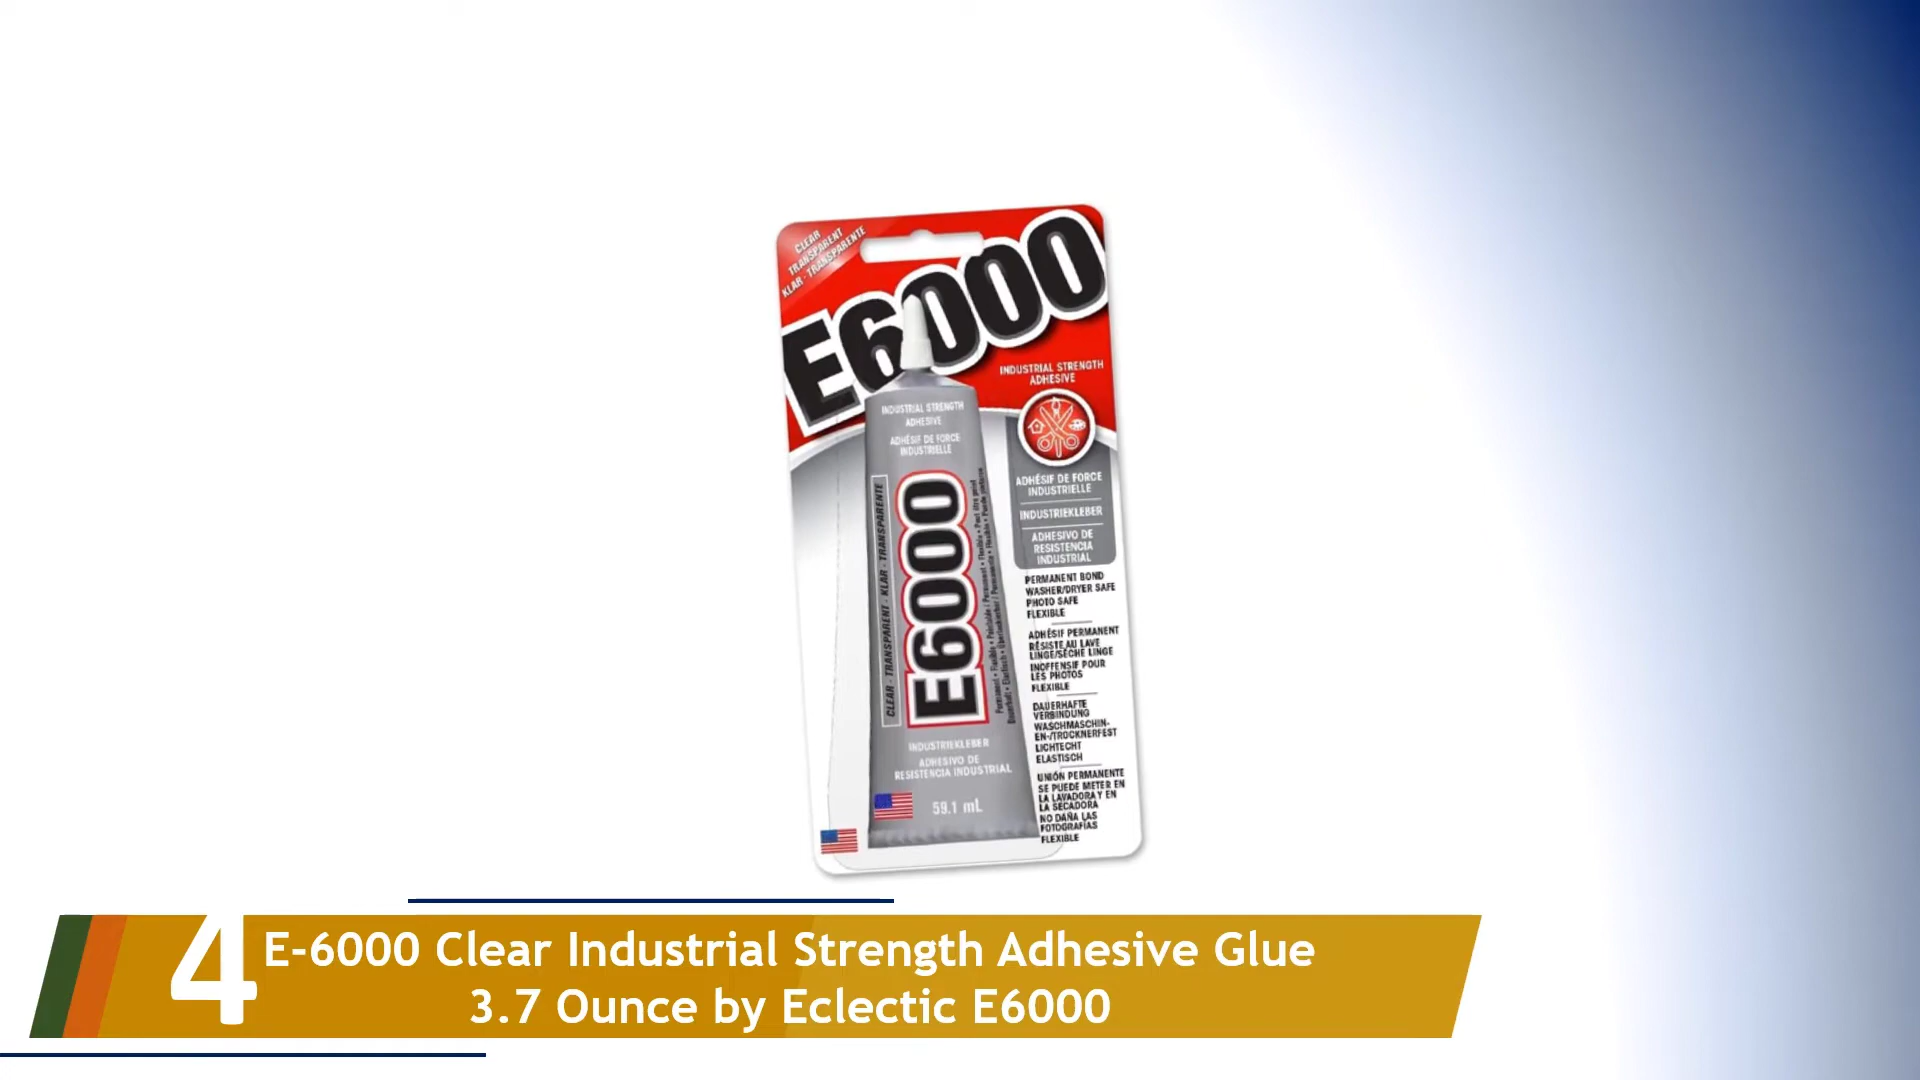 CLEAR
TRANSPARENT
KLAR - TRANSPARENTE
E6000
INDUSTRIAL STRENGTH
ADHESIVE
INDUSTRIAL STRENGTH
ADHESIVE
ADHÉSIF DE FORCE
INDUSTRIELLE
CLEAR - TRANSPARENT - KLAR - TRANSPARENTE
E6000
INDUSTRIEKLEBER
ADHESIVO DE
RESISTENCIA INDUSTRIAL
59.1 mL
ADHÉSIF DE FORCE
INDUSTRIELLE
INDUSTRIEKLEBER
ADHESIVO DE
RESISTENCIA
INDUSTRIAL
PERMANENT BOND
WASHER/DRYER SAFE
PHOTO SAFE
FLEXIBLE
ADHÉSIF PERMANENT
RÉSISTE AU LAVE
LINGE/SÈCHE LINGE
INOFFENSIF POUR
LES PHOTOS
FLEXIBLE
DAUERHAFTE
VERBINDUNG
WASCHMASCHIN-
EN-/TROCKNERFEST
LICHTECHT
ELASTISCH
UNIÓN PERMANENTE
SE PUEDE METER EN
LA LAVADORA Y EN
LA SECADORA
NO DAÑA LAS
FOTOGRAFÍAS
FLEXIBLE
4
E-6000 Clear Industrial Strength Adhesive Glue
3.7 Ounce by Eclectic E6000